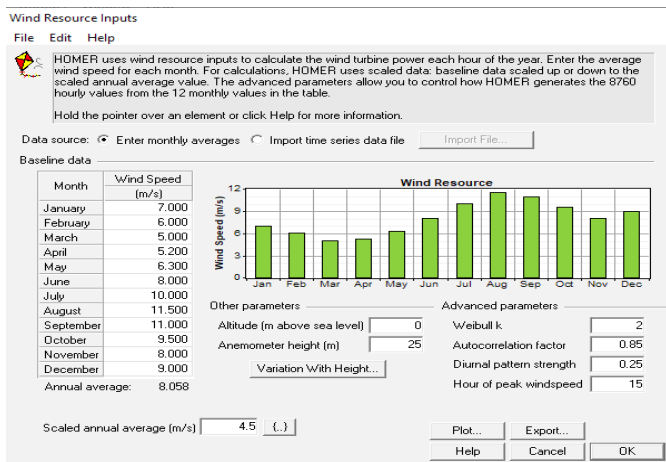 Wind Resource Inputs
File Edit Help
HOMER uses wind resource inputs to calculate the wind turbine power each hour of the year. Enter the average
wind speed for each month. For calculations, HOMER uses scaled data: baseline data scaled up or down to the
scaled annual average value. The advanced parameters allow you to control how HOMER generates the 8760
hourly values from the 12 monthly values in the table.
Hold the pointer over an element or click Help for more information.
Data source: Enter monthly averages Import time series data file Import File...
Baseline data
Month Wind Speed
(m/s)
January 7.000
February 6.000
March 5.000
April 5.200
May 6.300
June 8.000
July 10.000
August 11.500
September 11.000
October 9.500
November 8.000
December 9.000
Annual average: 8.058
Wind Resource
Wind Speed (m/s)
12
9
6
3
0
Jan Feb Mar Apr May Jun Jul Aug Sep Oct Nov Dec
Other parameters
Altitude (m above sea level) 0
Anemometer height (m) 25
Variation With Height...
Advanced parameters
Weibull k 2
Autocorrelation factor 0.85
Diurnal pattern strength 0.25
Hour of peak windspeed 15
Scaled annual average (m/s) 4.5 {..}
Plot... Export...
Help Cancel OK